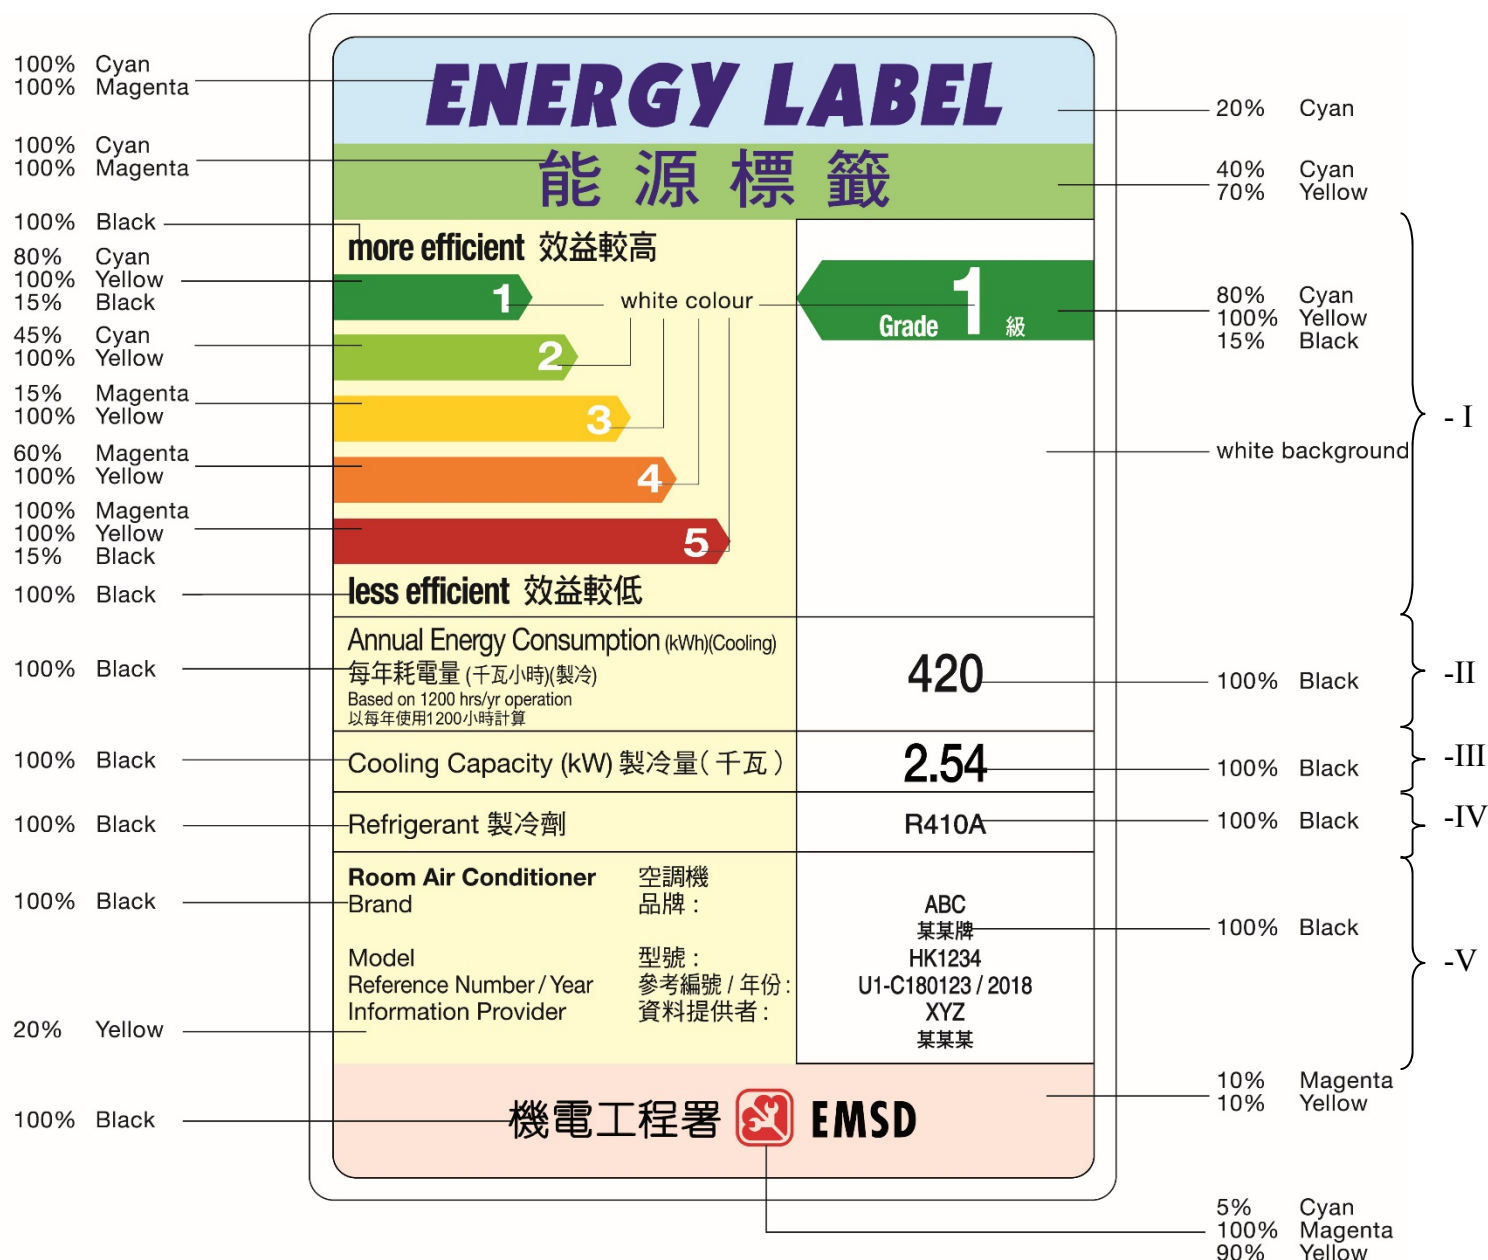 100% Cyan
100% Magenta
100% Cyan
100% Magenta
100% Black
80% Cyan
100% Yellow
15% Black
45% Cyan
100% Yellow
15% Magenta
100% Yellow
60% Magenta
100% Yellow
100% Magenta
100% Yellow
15% Black
100% Black
100% Black
100% Black
100% Black
100% Black
20% Yellow
100% Black
ENERGY LABEL
能源標籤
more efficient 效益較高
1
white colour
2
3
4
5
less efficient 效益較低
1
Grade 級
Annual Energy Consumption (kWh)(Cooling)
每年耗電量 (千瓦小時)(製冷)
Based on 1200 hrs/yr operation
以每年使用1200小時計算
420
Cooling Capacity (kW) 製冷量(千瓦)
2.54
Refrigerant 製冷劑
R410A
Room Air Conditioner 空調機
Brand 品牌 :
ABC
某某牌
Model 型號 :
HK1234
Reference Number / Year 參考編號 / 年份 :
U1-C180123 / 2018
Information Provider 資料提供者 :
XYZ
某某某
機電工程署 EMSD
20% Cyan
40% Cyan
70% Yellow
80% Cyan
100% Yellow
15% Black
white background
100% Black
100% Black
100% Black
100% Black
10% Magenta
10% Yellow
5% Cyan
100% Magenta
90% Yellow
- I
-II
-III
-IV
-V